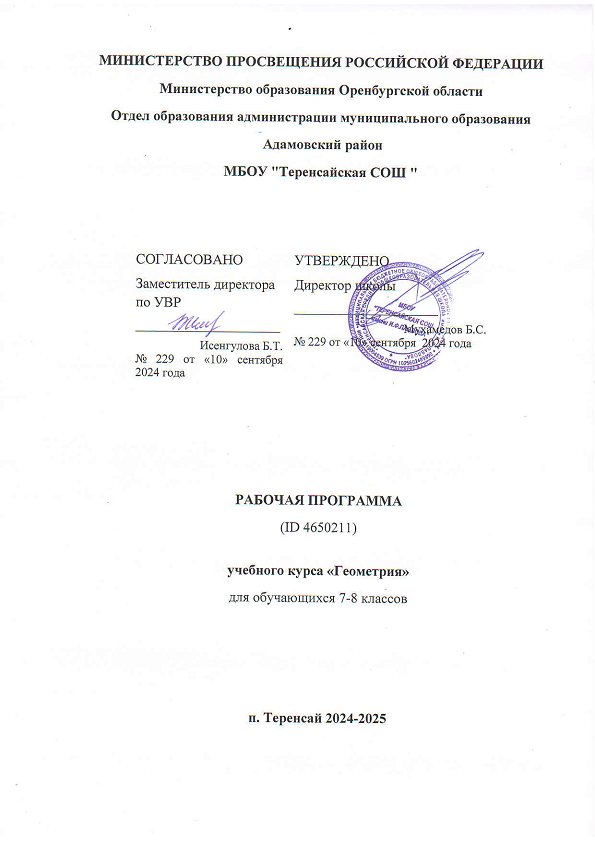 МИНИСТЕРСТВО ПРОСВЕЩЕНИЯ РОССИЙСКОЙ ФЕДЕРАЦИИ
Министерство образования Оренбургской области
Отдел образования администрации муниципального образования
Адамовский район
МБОУ "Теренсайская СОШ "
СОГЛАСОВАНО
Заместитель директора
по УВР
Исенгулова Б.Т.
№ 229 от «10» сентября
2024 года
УТВЕРЖДЕНО
Директор школы
Мухамедов Б.С.
№ 229 от «10» сентября 2024 года
МБОУ
"ТЕРЕНСАЙСКАЯ СОШ
РАБОЧАЯ ПРОГРАММА
(ID 4650211)
учебного курса «Геометрия»
для обучающихся 7-8 классов
п. Теренсай 2024-2025